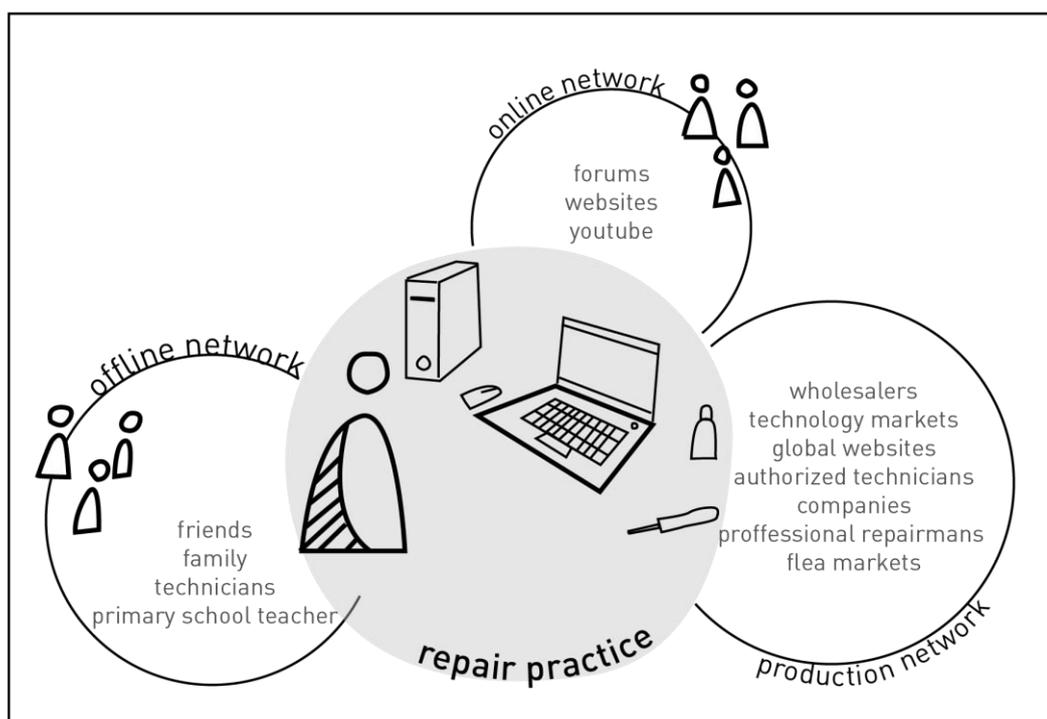 online network
forums
websites
youtube
offline network
friends
family
technicians
primary school teacher
wholesalers
technology markets
global websites
authorized technicians
companies
proffessional repairmans
flea markets
production network
repair practice